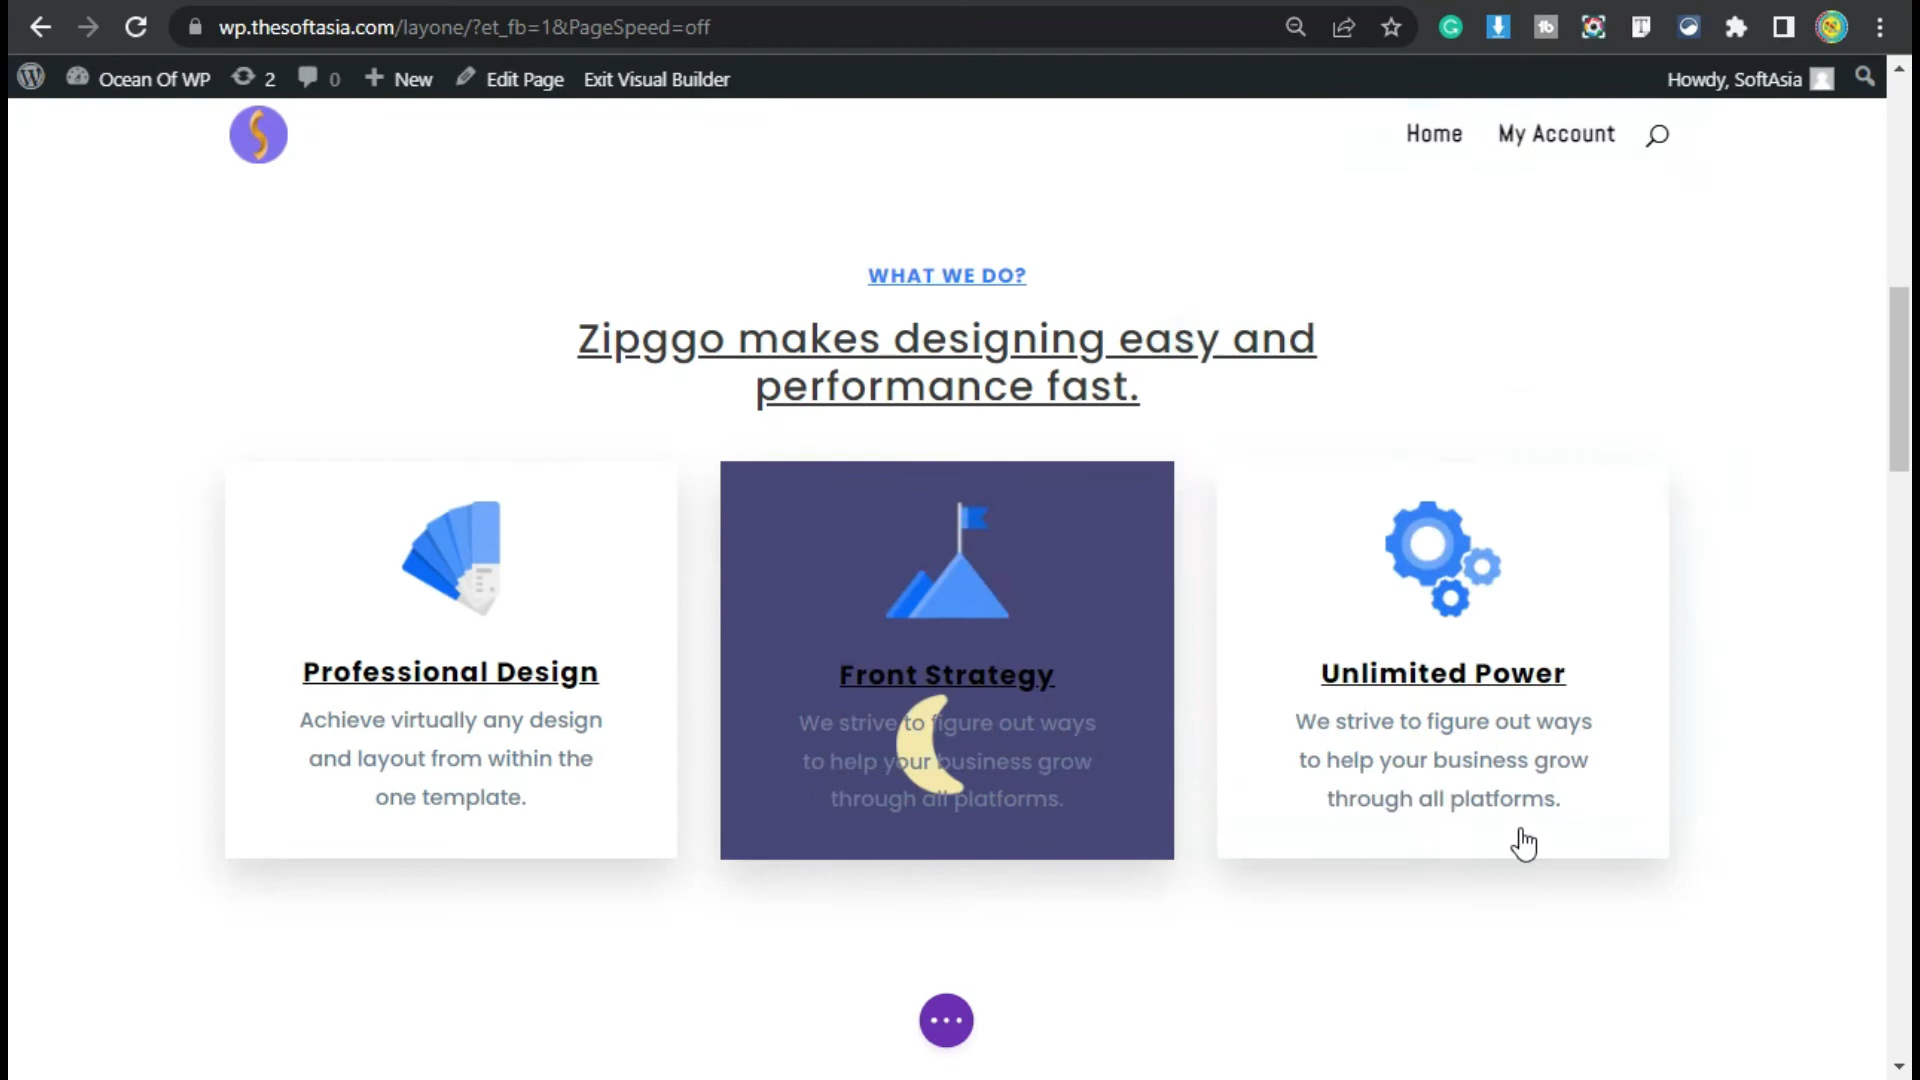 wp.thesoftasia.com/layone/?et_fb=1&PageSpeed=off
Ocean Of WP 2 0 New Edit Page Exit Visual Builder Howdy, SoftAsia
Home My Account
WHAT WE DO?
Zipggo makes designing easy and
performance fast.
Professional Design
Achieve virtually any design
and layout from within the
one template.
Front Strategy
We strive to figure out ways
to help your business grow
through all platforms.
Unlimited Power
We strive to figure out ways
to help your business grow
through all platforms.